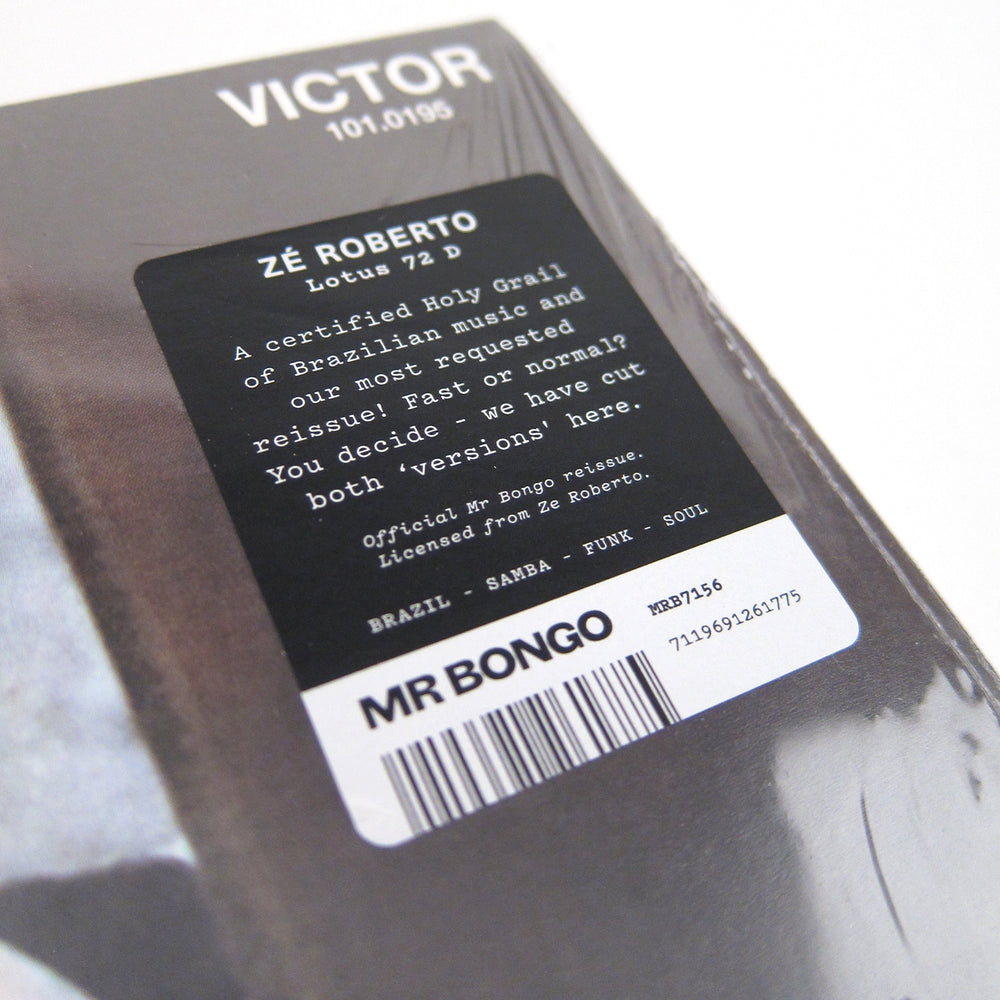 VICTOR
101.0195
ZÉ ROBERTO
Lotus 72 D
A certified Holy Grail
of Brazilian music and
our most requested
reissue! Fast or normal?
You decide - we have cut
both ‘versions' here.
Official Mr Bongo reissue.
Licensed from Ze Roberto.
BRAZIL - SAMBA - FUNK - SOUL
MR BONGO
MRB7156
7119691261775